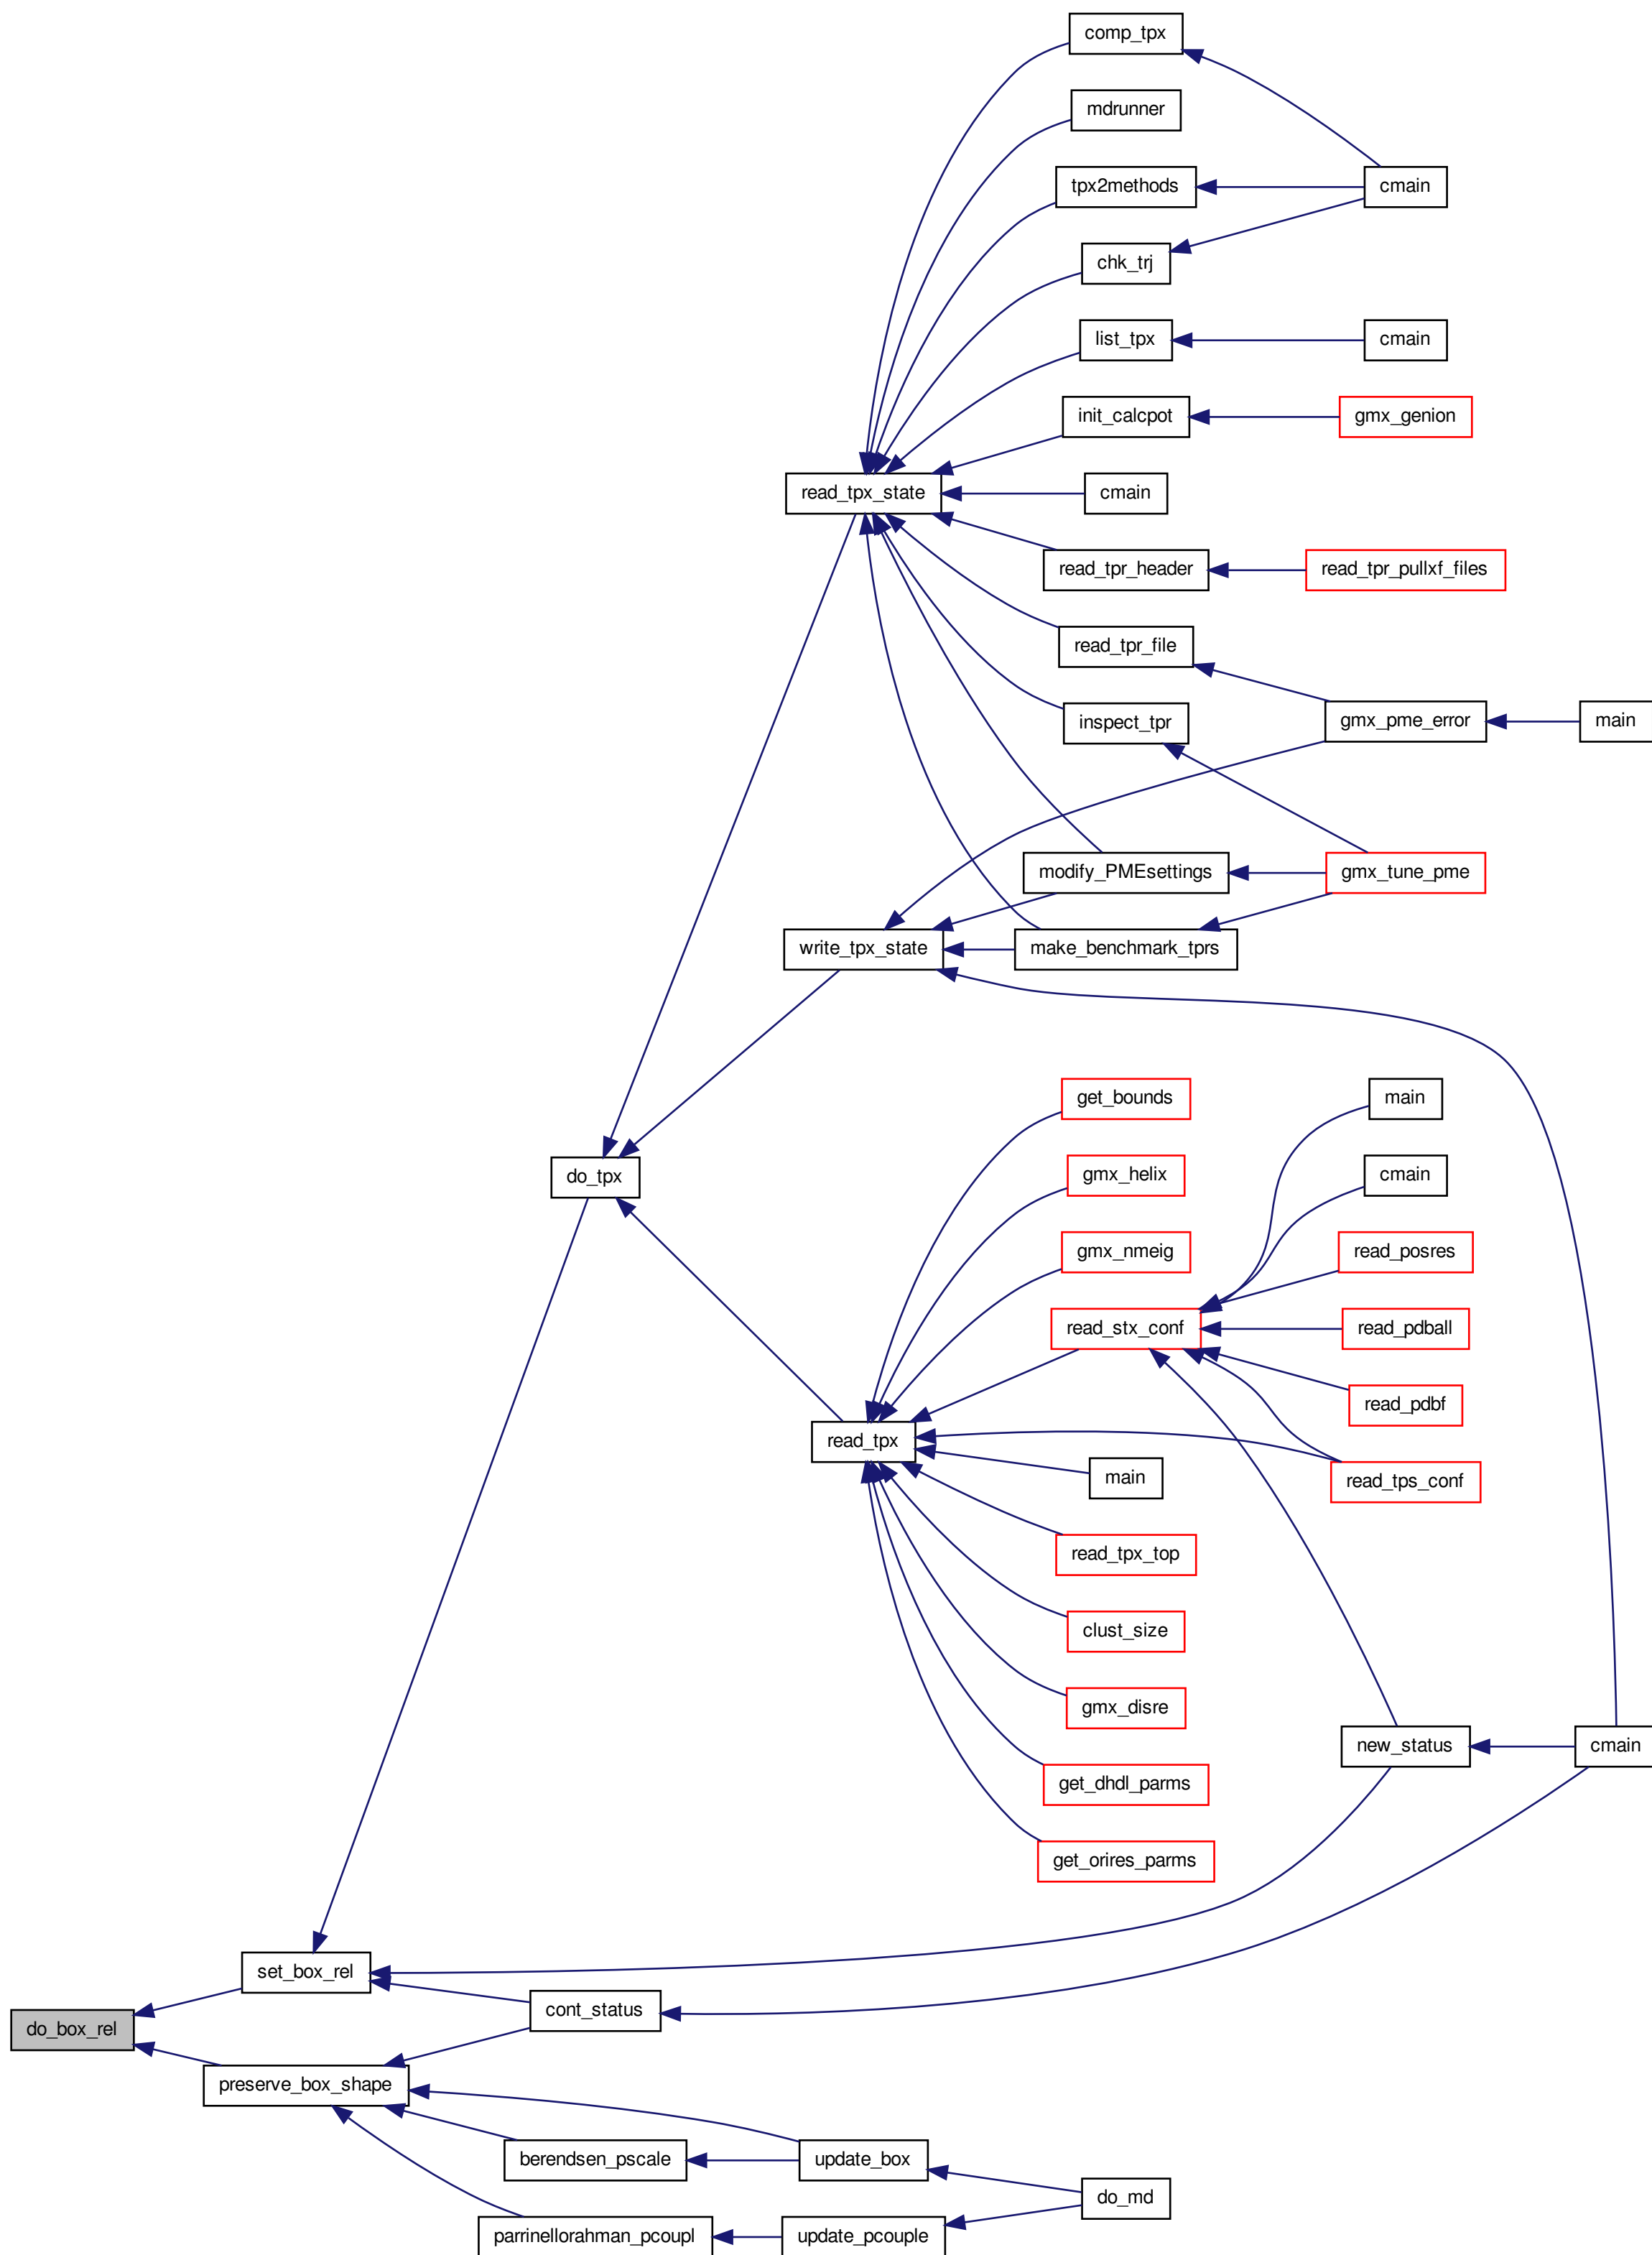 comp_tpx
mdrunner
tpx2methods
cmain
chk_trj
list_tpx
cmain
init_calcpot
gmx_genion
read_tpx_state
cmain
read_tpr_header
read_tpr_pullxf_files
read_tpr_file
inspect_tpr
gmx_pme_error
main
modify_PMEsettings
gmx_tune_pme
write_tpx_state
make_benchmark_tprs
get_bounds
main
do_tpx
gmx_helix
cmain
gmx_nmeig
read_posres
read_stx_conf
read_pdball
read_pdbf
read_tpx
main
read_tps_conf
read_tpx_top
clust_size
gmx_disre
new_status
cmain
get_dhdl_parms
get_orires_parms
set_box_rel
cont_status
do_box_rel
preserve_box_shape
berendsen_pscale
update_box
do_md
parrinellorahman_pcoupl
update_pcouple